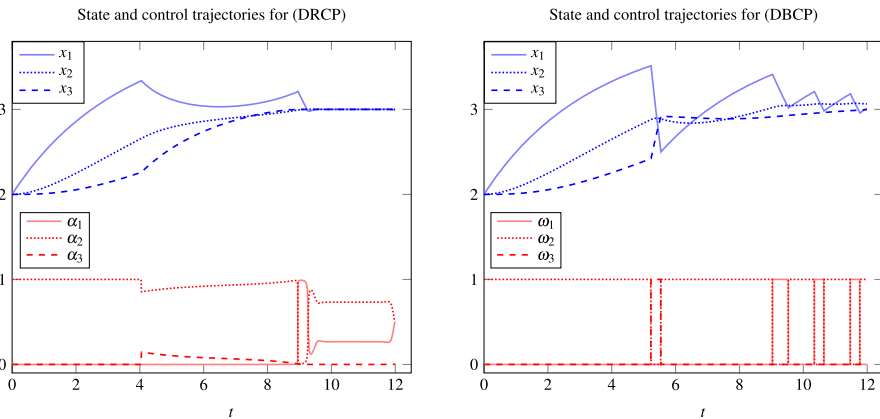 State and control trajectories for (DRCP)
x₁
x₂
x₃
3
2
α₁
α₂
α₃
1
0
0 2 4 6 8 10 12
t
State and control trajectories for (DBCP)
x₁
x₂
x₃
3
2
ω₁
ω₂
ω₃
1
0
0 2 4 6 8 10 12
t